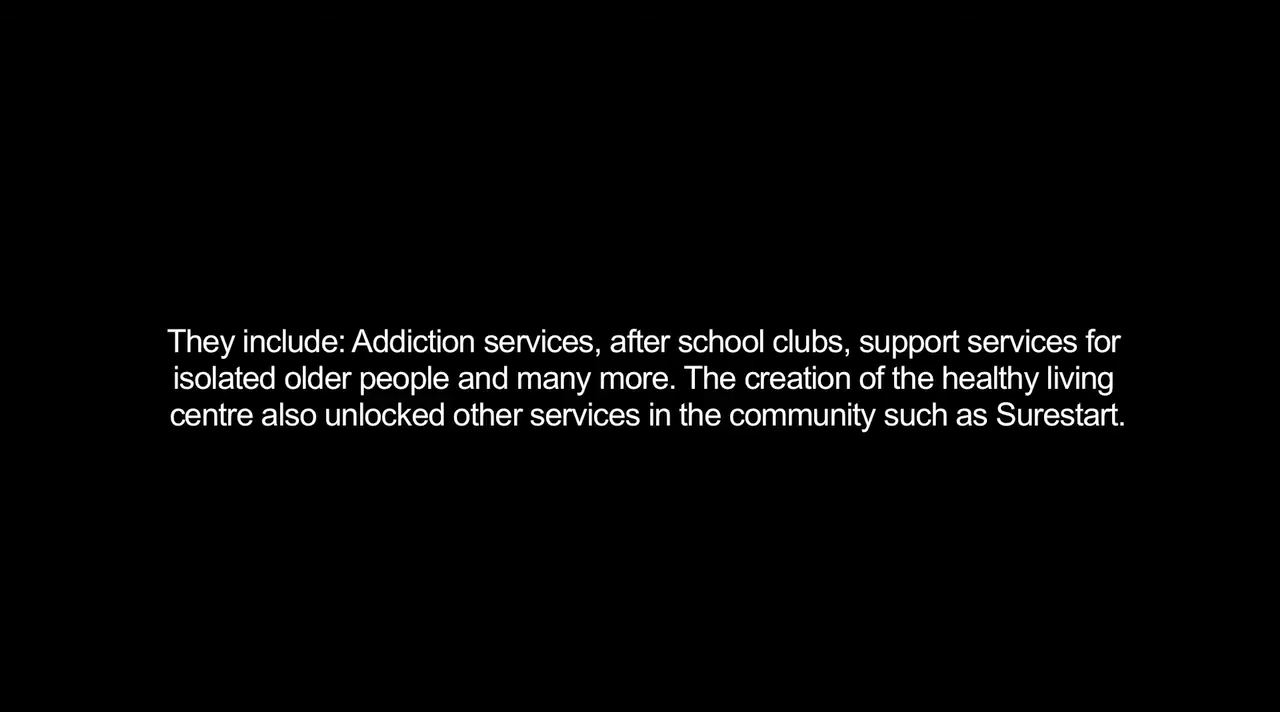 They include: Addiction services, after school clubs, support services for
isolated older people and many more. The creation of the healthy living
centre also unlocked other services in the community such as Surestart.